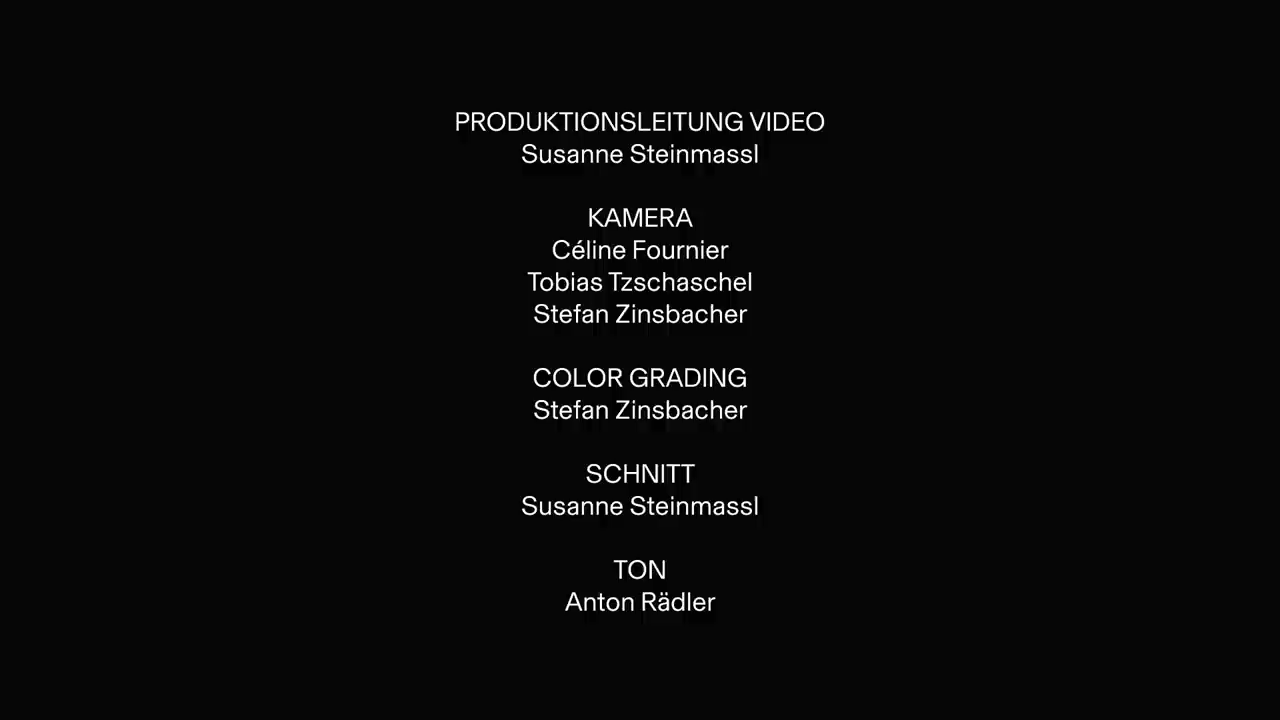 PRODUKTIONSLEITUNG VIDEO
Susanne Steinmassl
KAMERA
Céline Fournier
Tobias Tzschaschel
Stefan Zinsbacher
COLOR GRADING
Stefan Zinsbacher
SCHNITT
Susanne Steinmassl
TON
Anton Rädler